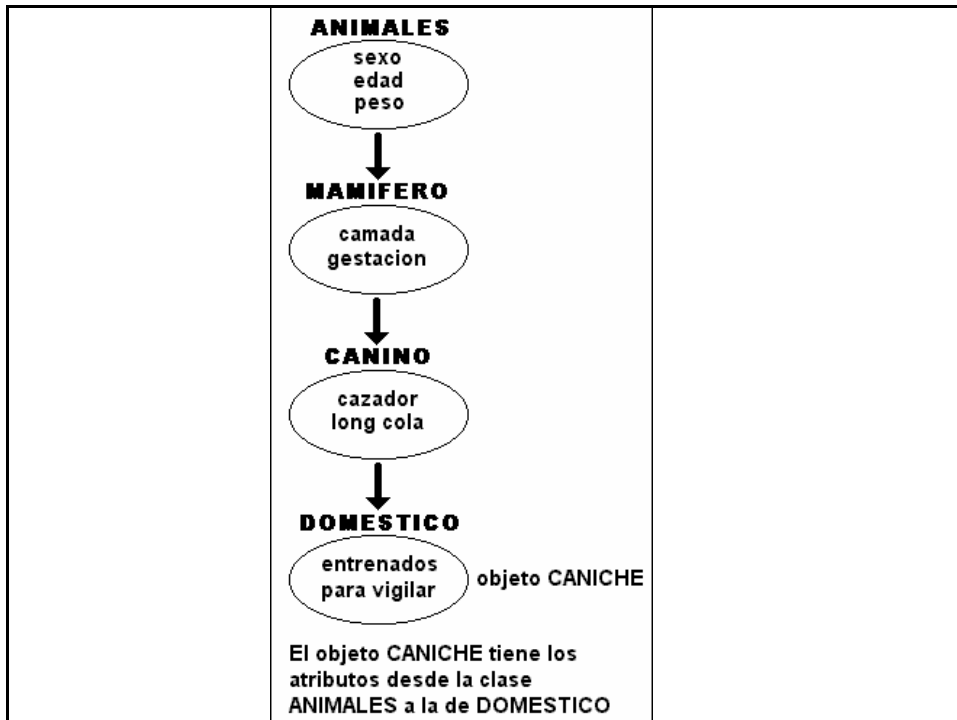 ANIMALES
sexo
edad
peso
MAMIFERO
camada
gestacion
CANINO
cazador
long cola
DOMESTICO
entrenados
para vigilar
objeto CANICHE
El objeto CANICHE tiene los
atributos desde la clase
ANIMALES a la de DOMESTICO